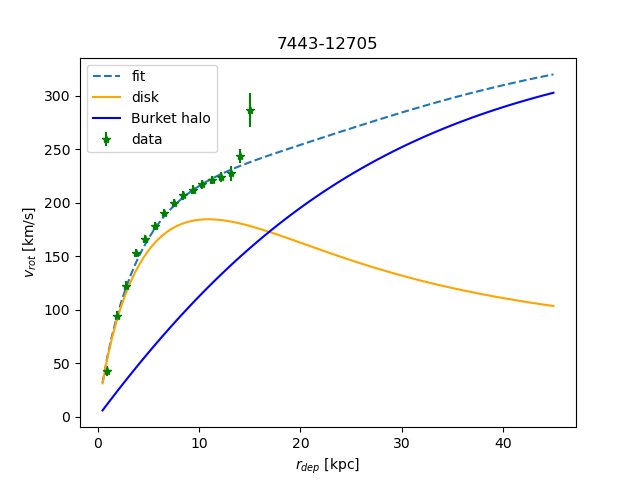 7443-12705
fit
disk
Burket halo
data
300
250
200
150
100
50
0
v_rot [km/s]
0 10 20 30 40
r_dep [kpc]